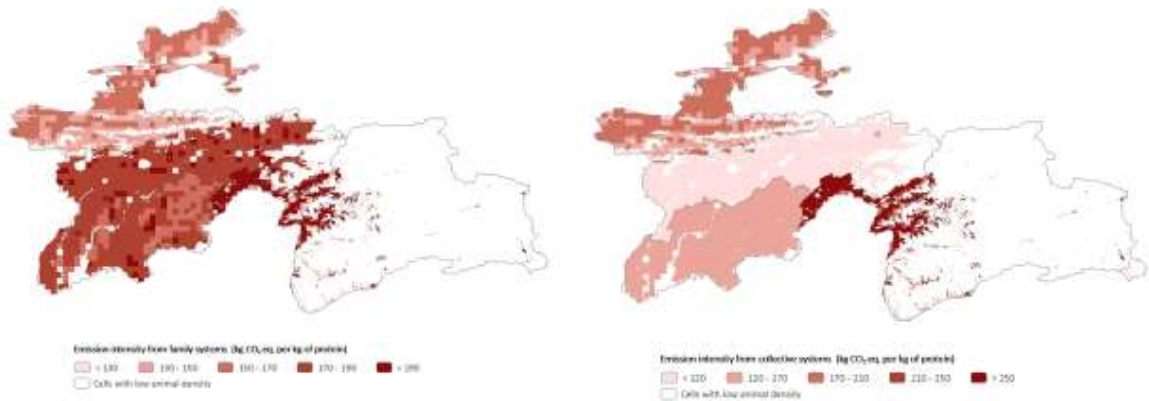 Emission intensity from family systems (kg CO₂-eq. per kg of protein)
< 130 130 - 150 150 - 170 170 - 190 > 190
Cells with low animal density
Emission intensity from collective systems (kg CO₂-eq. per kg of protein)
< 120 120 - 170 170 - 210 210 - 250 > 250
Cells with low animal density